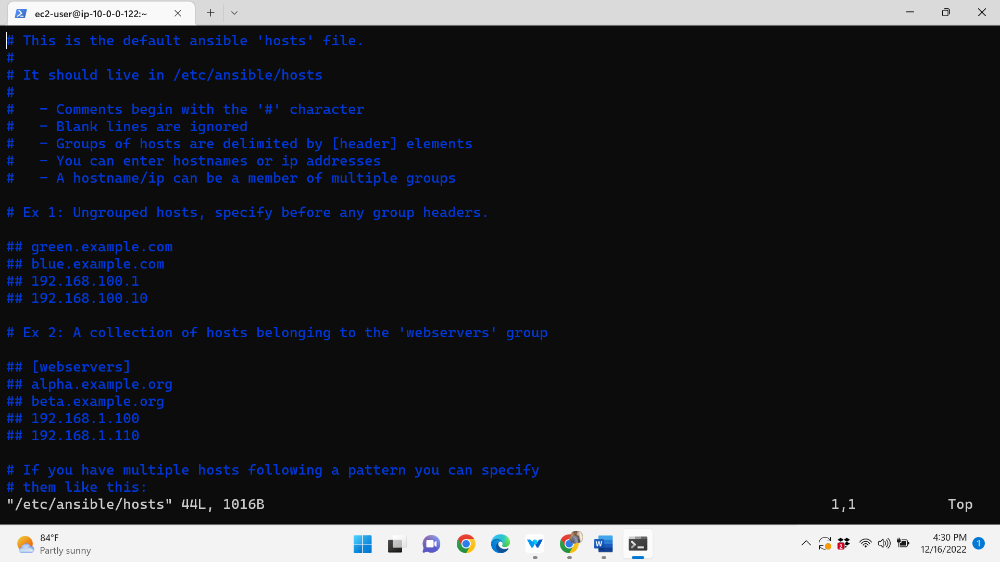 ec2-user@ip-10-0-0-122:~
# This is the default ansible 'hosts' file.
#
# It should live in /etc/ansible/hosts
#
#   - Comments begin with the '#' character
#   - Blank lines are ignored
#   - Groups of hosts are delimited by [header] elements
#   - You can enter hostnames or ip addresses
#   - A hostname/ip can be a member of multiple groups
# Ex 1: Ungrouped hosts, specify before any group headers.
## green.example.com
## blue.example.com
## 192.168.100.1
## 192.168.100.10
# Ex 2: A collection of hosts belonging to the 'webservers' group
## [webservers]
## alpha.example.org
## beta.example.org
## 192.168.1.100
## 192.168.1.110
# If you have multiple hosts following a pattern you can specify
# them like this:
"/etc/ansible/hosts" 44L, 1016B 1,1 Top
84°F
Partly sunny
W
2
4:30 PM
12/16/2022
1